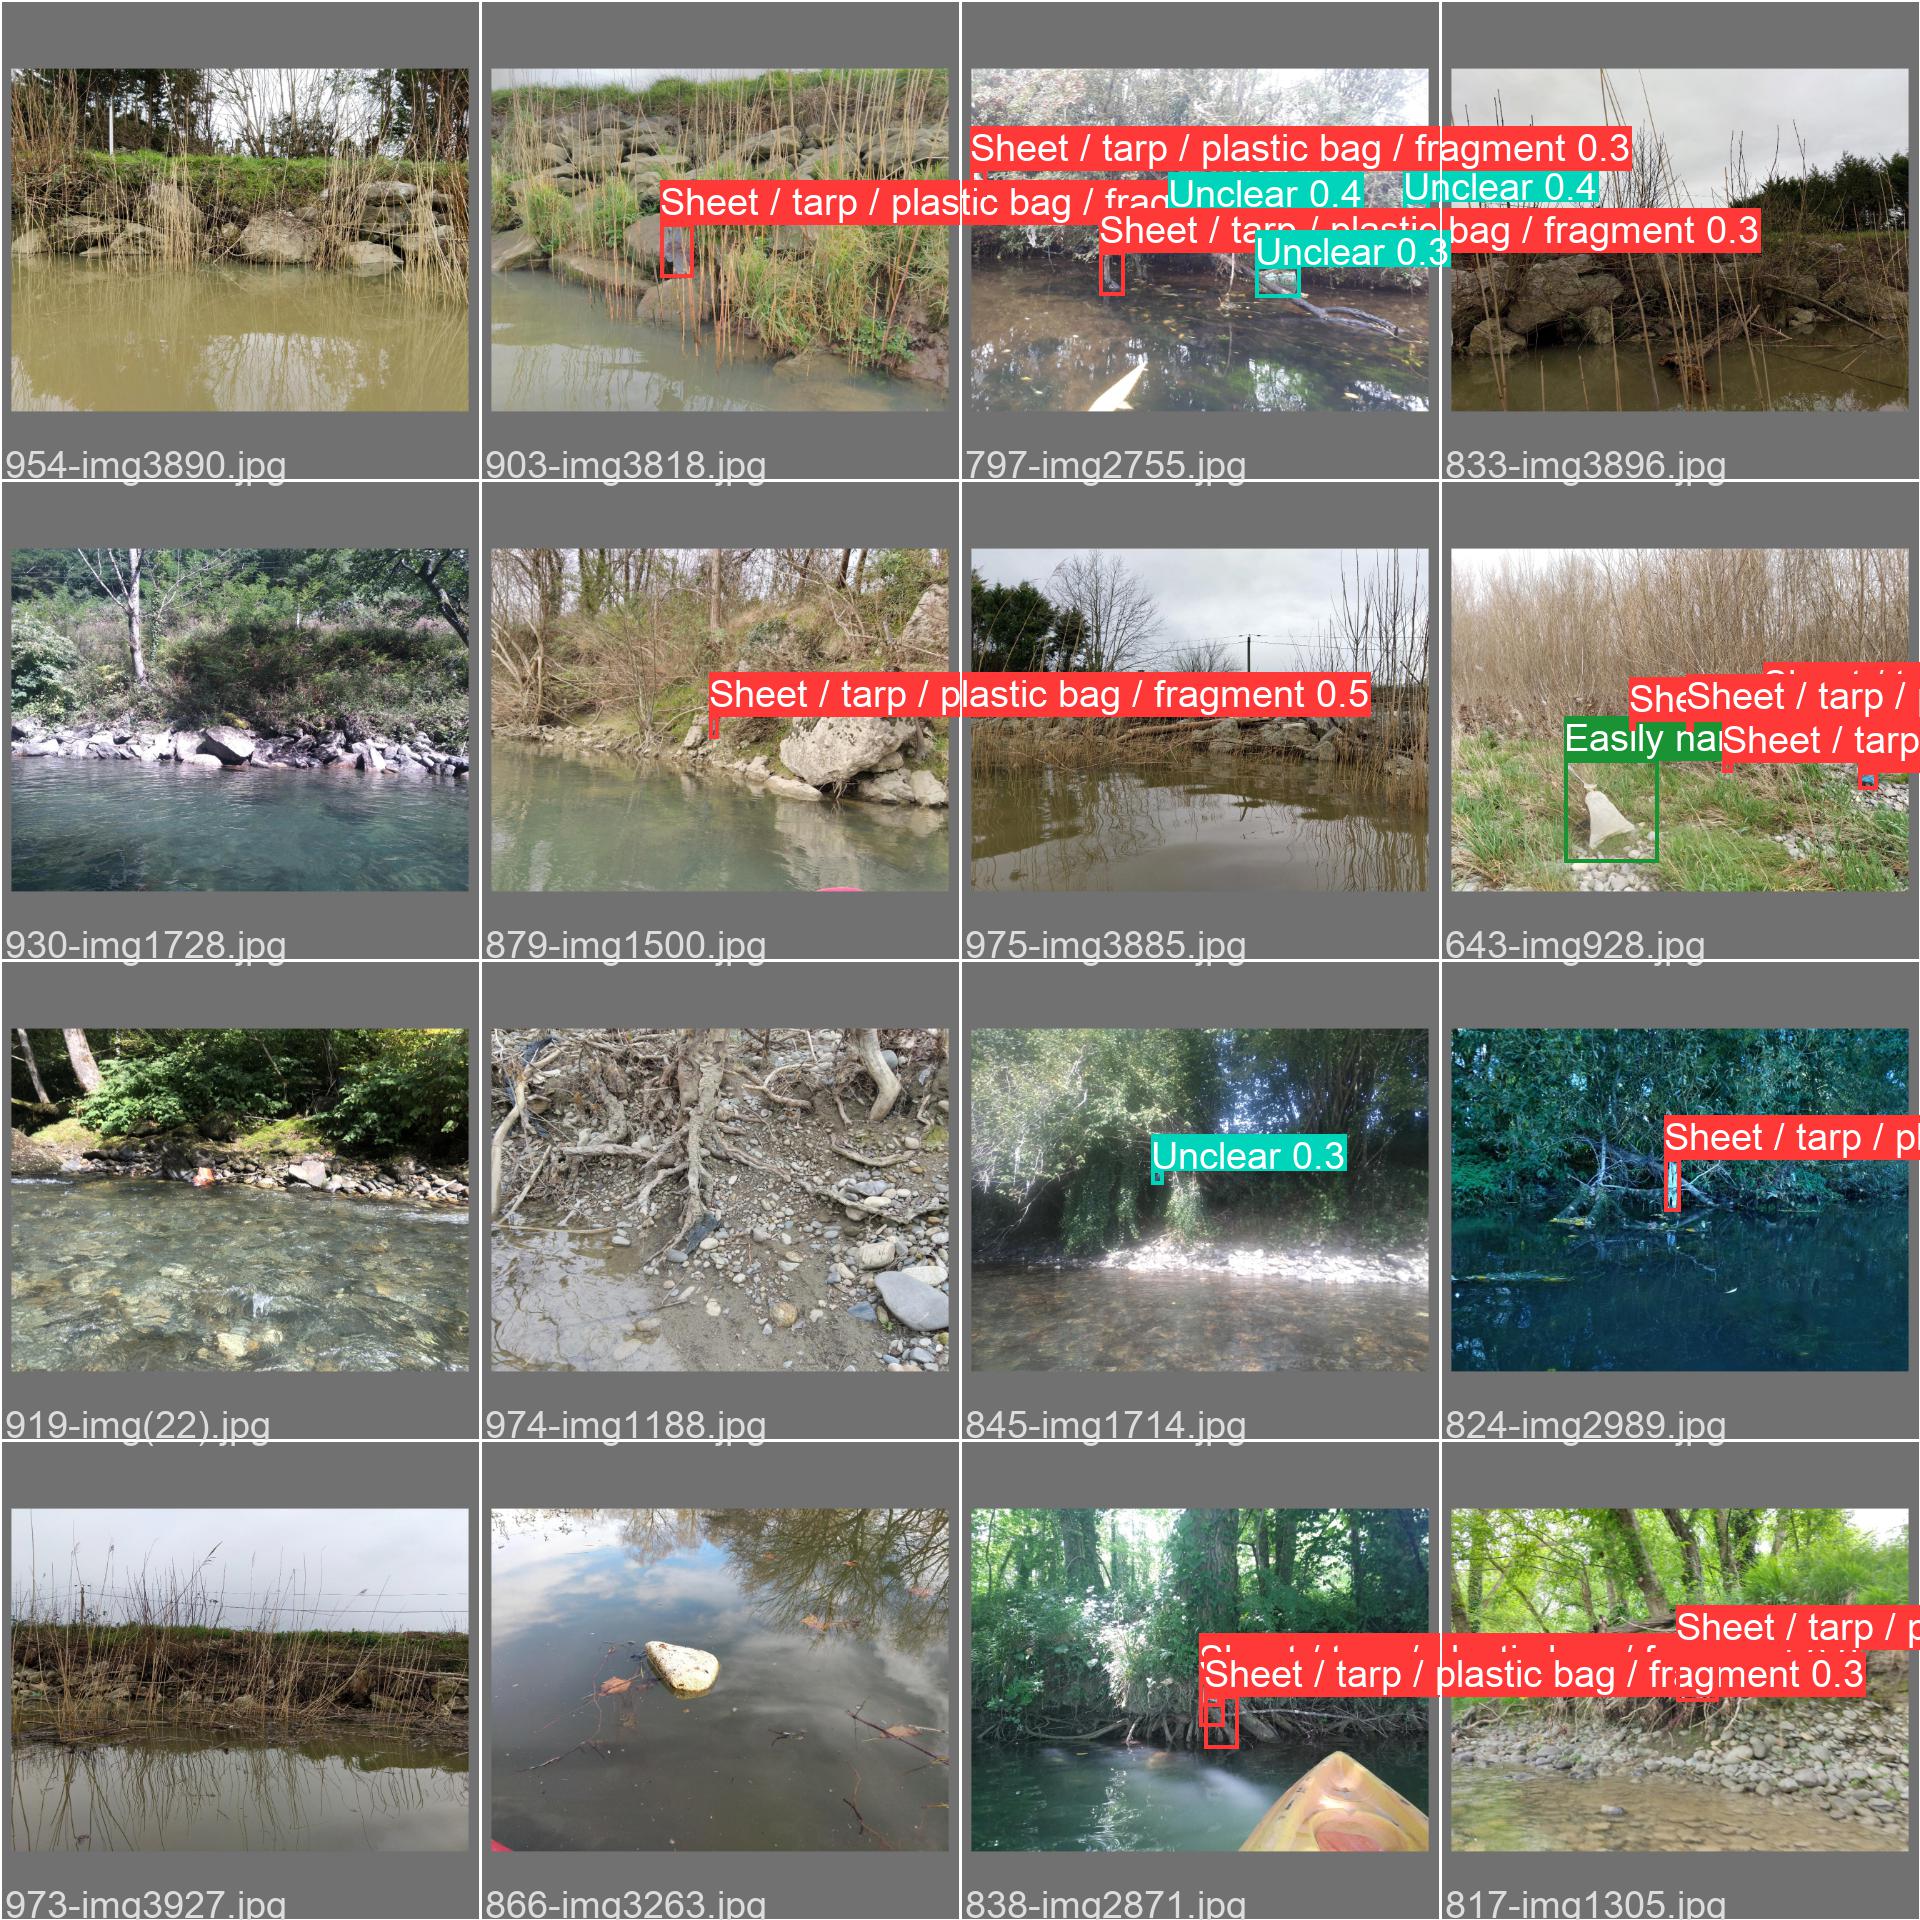 Sheet / tarp / plastic bag / fragment 0.3
Sheet / tarp / plastic bag / frag
Unclear 0.4
Unclear 0.4
Sheet / tarp / plastic bag / fragment 0.3
Unclear 0.3
954-img3890.jpg
903-img3818.jpg
797-img2755.jpg
833-img3896.jpg
Sheet / tarp / plastic bag / fragment 0.5
Sheet / tarp /
Easily
Sheet / tarp
930-img1728.jpg
879-img1500.jpg
975-img3885.jpg
643-img928.jpg
Sheet / tarp / pl
Unclear 0.3
919-img(22).jpg
974-img1188.jpg
845-img1714.jpg
824-img2989.jpg
Sheet / tarp / p
Sheet / tarp / plastic bag / fragment 0.3
973-img3927.jpg
866-img3263.jpg
838-img2871.jpg
817-img1305.jpg